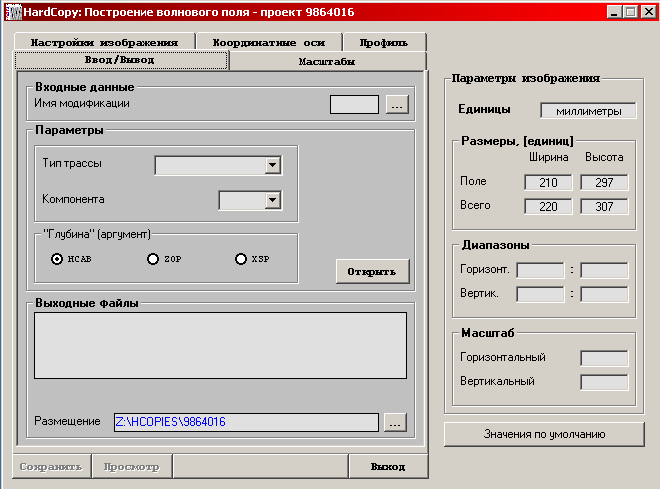 HardCopy: Построение волнового поля - проект 9864016
Настройки изображения
Координатные оси
Профиль
Ввод/Вывод
Масштабы
Входные данные
Имя модификации
...
Параметры
Тип трассы
Компонента
"Глубина" (аргумент)
HCAB
ZOP
XSP
Открыть
Выходные файлы
Размещение
Z:\HCOPIES\9864016
...
Сохранить
Просмотр
Выход
Параметры изображения
Единицы
миллиметры
Размеры, [единиц]
Ширина
Высота
Поле
210
297
Всего
220
307
Диапазоны
Горизонт.
:
Вертик.
:
Масштаб
Горизонтальный
Вертикальный
Значения по умолчанию